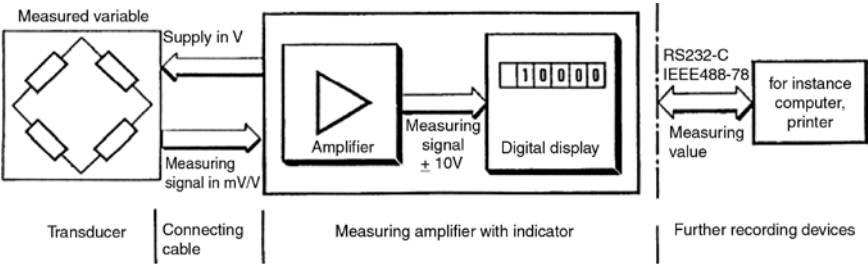 Measured variable
Supply in V
Measuring
signal in mV/V
Amplifier
Measuring
signal
± 10V
10000
Digital display
RS232-C
IEEE488-78
Measuring
value
for instance
computer,
printer
Transducer
Connecting
cable
Measuring amplifier with indicator
Further recording devices